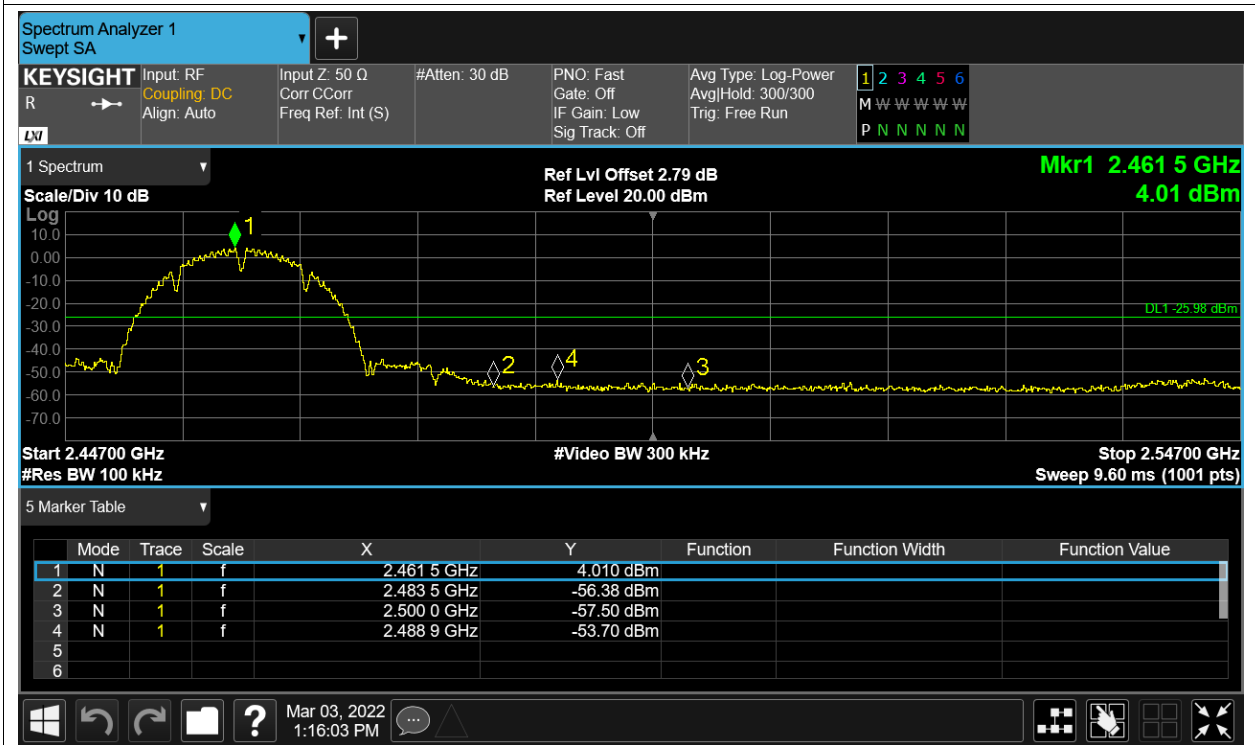 Spectrum Analyzer 1
Swept SA
+
KEYSIGHT Input: RF Input Z: 50 Ω #Atten: 30 dB PNO: Fast Avg Type: Log-Power 1 2 3 4 5 6
R Coupling: DC Corr CCorr Gate: Off Avg|Hold: 300/300 M W W W W W
Align: Auto Freq Ref: Int (S) IF Gain: Low Trig: Free Run
LXI Sig Track: Off P N N N N N
1 Spectrum Ref Lvl Offset 2.79 dB Mkr1 2.461 5 GHz
Scale/Div 10 dB Ref Level 20.00 dBm 4.01 dBm
Log
1
10.0
0.00
-10.0
-20.0
DL1 -25.98 dBm
-30.0
-40.0
2 4 3
-50.0
-60.0
-70.0
Start 2.44700 GHz #Video BW 300 kHz Stop 2.54700 GHz
#Res BW 100 kHz Sweep 9.60 ms (1001 pts)
5 Marker Table
Mode Trace Scale X Y Function Function Width Function Value
1 N 1 f 2.461 5 GHz 4.010 dBm
2 N 1 f 2.483 5 GHz -56.38 dBm
3 N 1 f 2.500 0 GHz -57.50 dBm
4 N 1 f 2.488 9 GHz -53.70 dBm
5
6
? Mar 03, 2022
1:16:03 PM